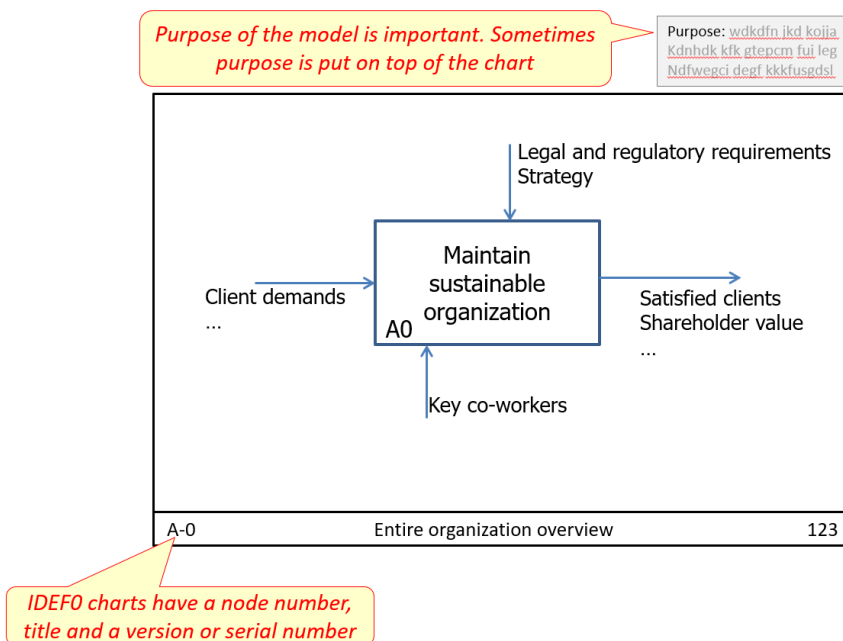 Purpose of the model is important. Sometimes
purpose is put on top of the chart
Purpose: wdkdfn jkd kojja
Kdnhdk kfk gtepcm fui leg
Ndfwegci degf kkkfusgdsl
Legal and regulatory requirements
Strategy
Maintain
sustainable
organization
A0
Client demands
...
Satisfied clients
Shareholder value
...
Key co-workers
A-0
Entire organization overview
123
IDEF0 charts have a node number,
title and a version or serial number